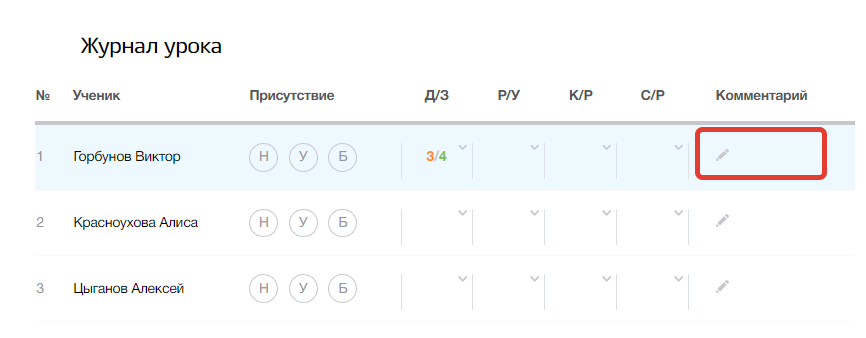 Журнал урока
№ Ученик Присутствие Д/З Р/У К/Р С/Р Комментарий
1 Горбунов Виктор Н У Б 3/4
2 Красноухова Алиса Н У Б
3 Цыганов Алексей Н У Б